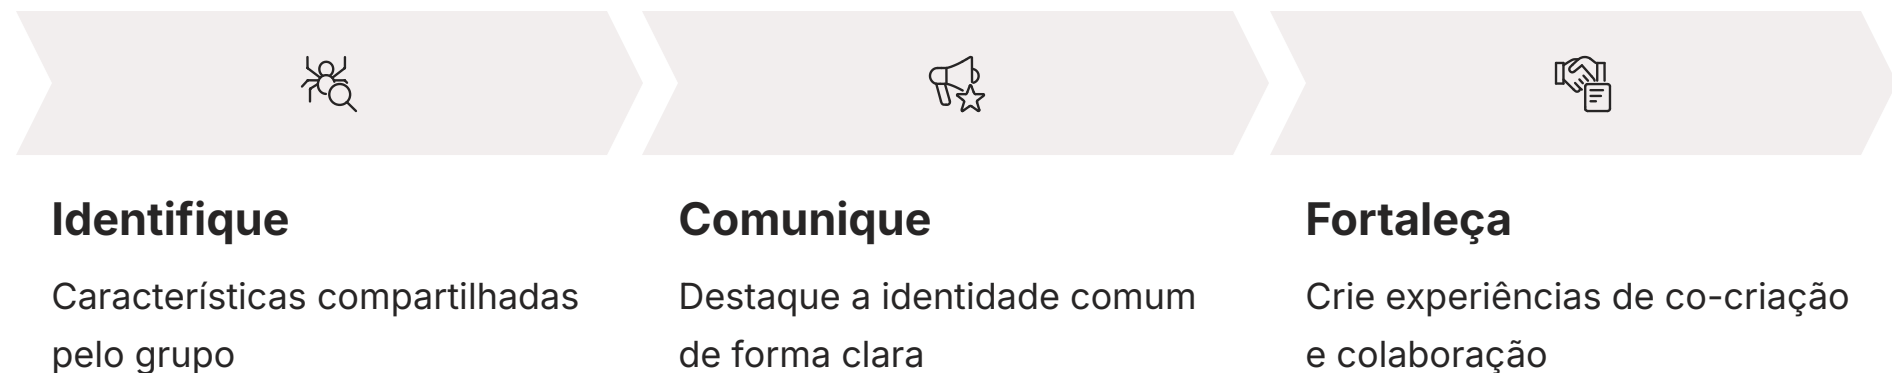 Identifique
Características compartilhadas
pelo grupo
Comunique
Destaque a identidade comum
de forma clara
Fortaleça
Crie experiências de co-criação
e colaboração